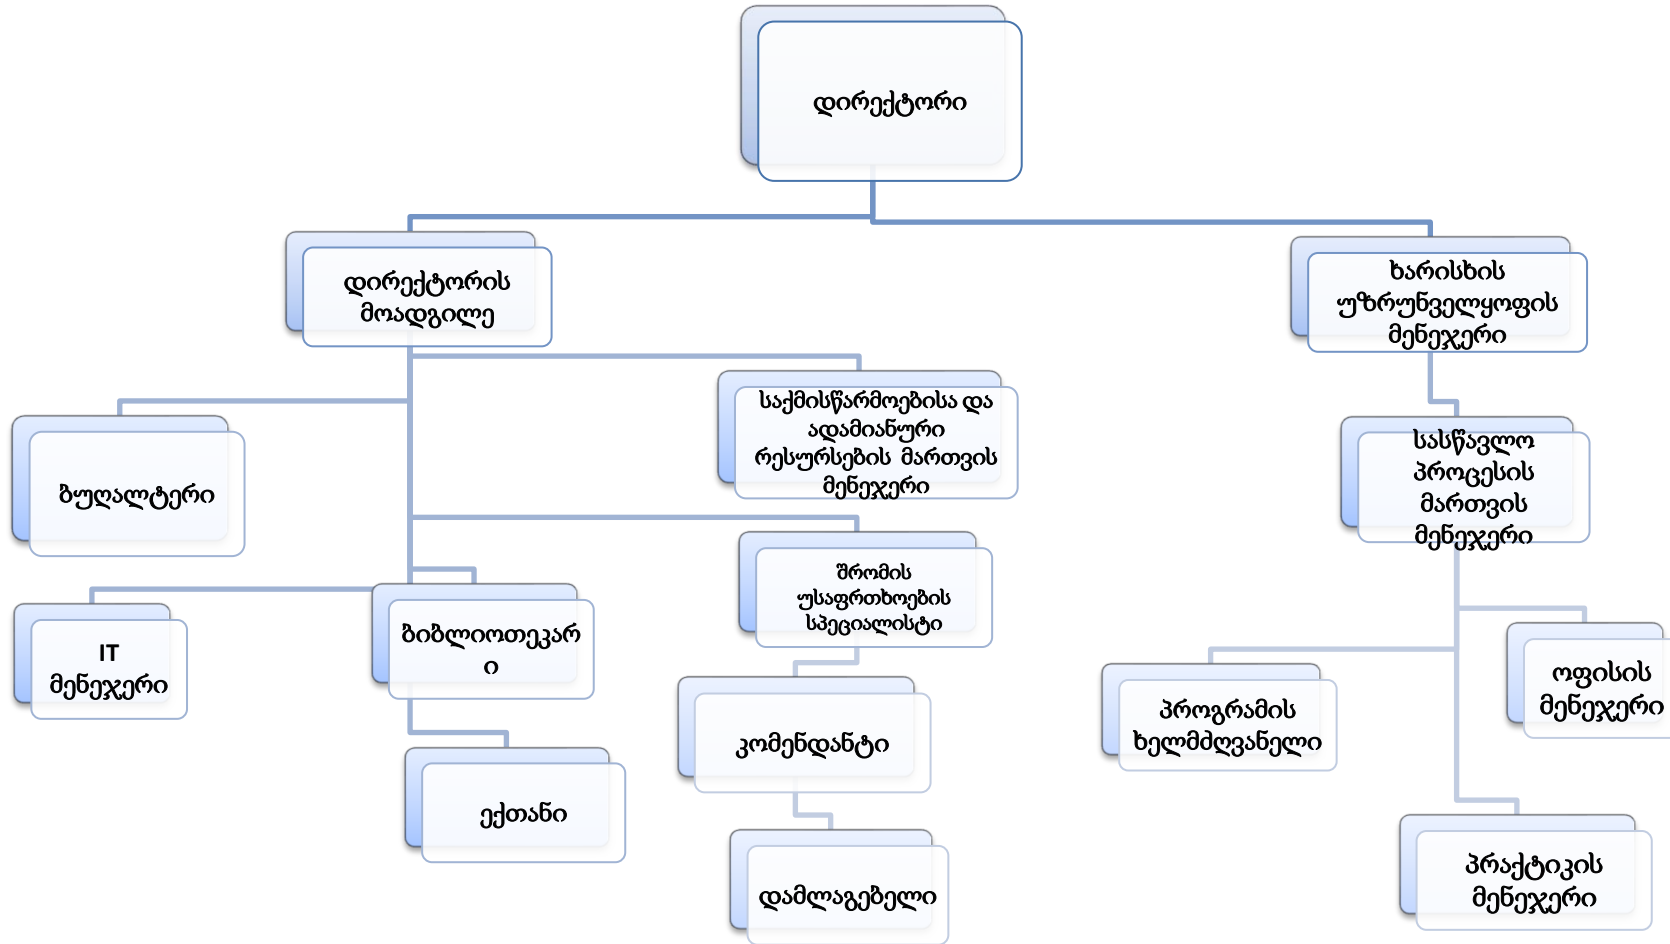 დირექტორი
დირექტორის
მოადგილე
ხარისხის
უზრუნველყოფის
მენეჯერი
საქმისწარმოებისა და
ადამიანური
რესურსების მართვის
მენეჯერი
ბუღალტერი
სასწავლო
პროცესის
მართვის
მენეჯერი
შრომის
უსაფრთხოების
სპეციალისტი
IT
მენეჯერი
ბიბლიოთეკარ
ი
კომენდანტი
პროგრამის
ხელმძღვანელი
ოფისის
მენეჯერი
ექთანი
დამლაგებელი
პრაქტიკის
მენეჯერი